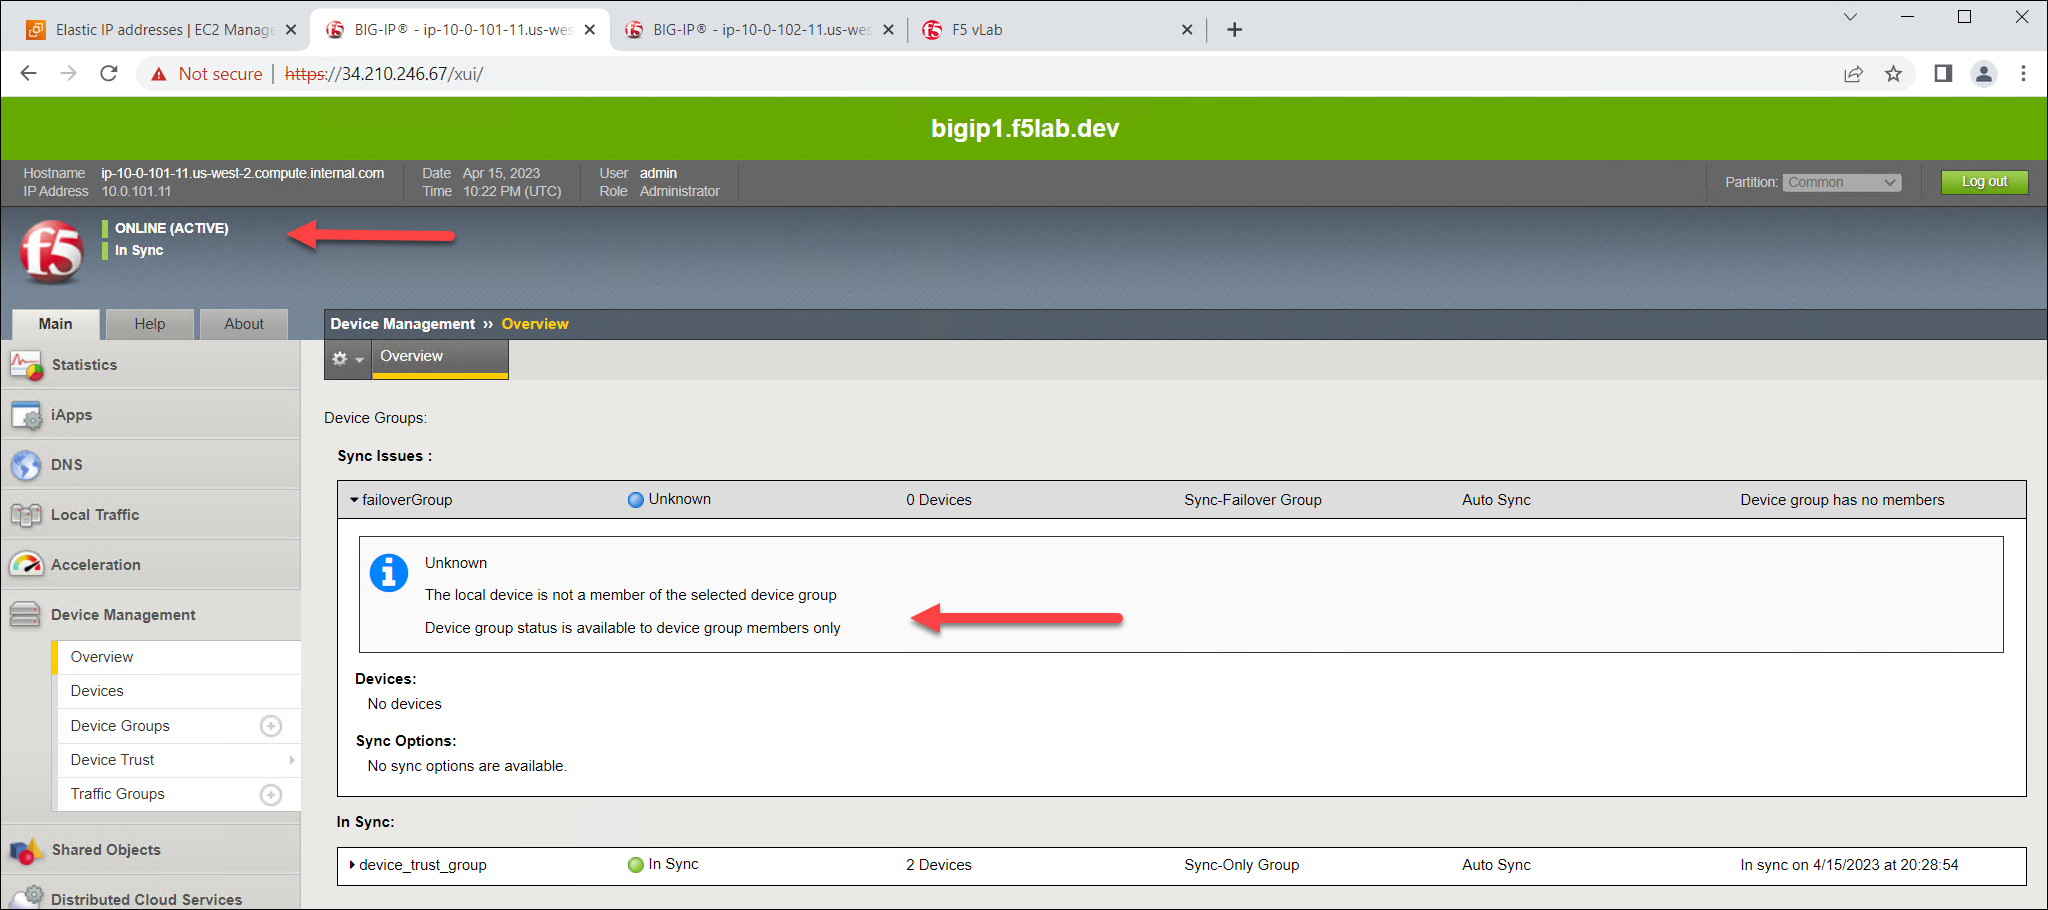 Elastic IP addresses | EC2 Manage
BIG-IP® - ip-10-0-101-11.us-wes
BIG-IP® - ip-10-0-102-11.us-wes
F5 vLab
Not secure
https://34.210.246.67/xui/
bigip1.f5lab.dev
Hostname ip-10-0-101-11.us-west-2.compute.internal.com
IP Address 10.0.101.11
Date Apr 15, 2023
Time 10:22 PM (UTC)
User admin
Role Administrator
Partition: Common
Log out
f5
ONLINE (ACTIVE)
In Sync
Main
Help
About
Device Management ›› Overview
Overview
Statistics
iApps
DNS
Local Traffic
Acceleration
Device Management
Overview
Devices
Device Groups
Device Trust
Traffic Groups
Shared Objects
Distributed Cloud Services
Device Groups:
Sync Issues :
failoverGroup Unknown 0 Devices Sync-Failover Group Auto Sync Device group has no members
Unknown
The local device is not a member of the selected device group
Device group status is available to device group members only
Devices:
No devices
Sync Options:
No sync options are available.
In Sync:
device_trust_group In Sync 2 Devices Sync-Only Group Auto Sync In sync on 4/15/2023 at 20:28:54